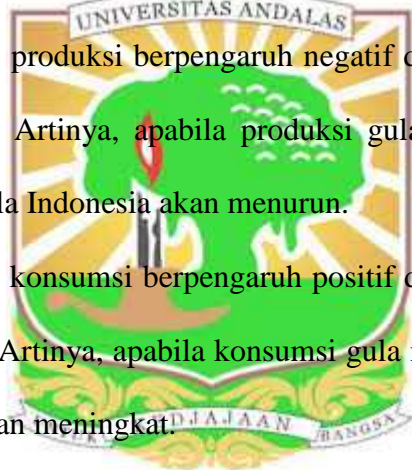 UNIVERSITAS ANDALAS
produksi berpengaruh negatif d
Artinya, apabila produksi gula
la Indonesia akan menurun.
konsumsi berpengaruh positif d
Artinya, apabila konsumsi gula
an meningkat.
DJAJAAN BANGSA